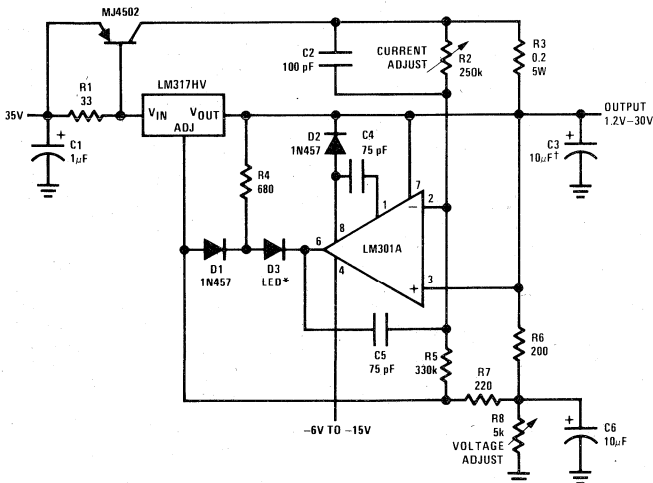 MJ4502
C2
100 pF
CURRENT
ADJUST
R2
250k
R3
0.2
5W
R1
33
LM317HV
35V
VIN
VOUT
ADJ
OUTPUT
1.2V–30V
C1
1μF
+
D2
1N457
C4
75 pF
C3
10μF†
+
R4
680
7
1
8
2
−
6
LM301A
4
3
+
D1
1N457
D3
LED*
C5
75 pF
R5
330k
R6
200
R7
220
−6V TO −15V
R8
5k
VOLTAGE
ADJUST
+
C6
10μF